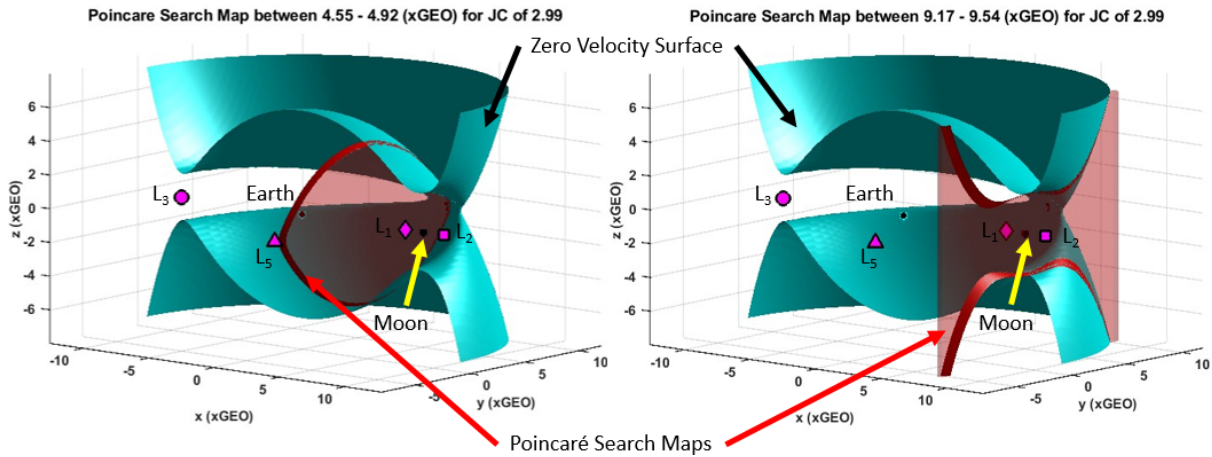 Poincare Search Map between 4.55 - 4.92 (xGEO) for JC of 2.99
Poincare Search Map between 9.17 - 9.54 (xGEO) for JC of 2.99
Zero Velocity Surface
6
4
2
0
-2
-4
-6
z (xGEO)
L3
Earth
L1
L2
L5
Moon
-10
-5
0
5
10
x (xGEO)
-5
0
5
10
y (xGEO)
6
4
2
0
-2
-4
-6
z (xGEO)
L3
Earth
L1
L2
L5
Moon
-10
-5
0
5
10
x (xGEO)
-5
0
5
10
y (xGEO)
Poincaré Search Maps